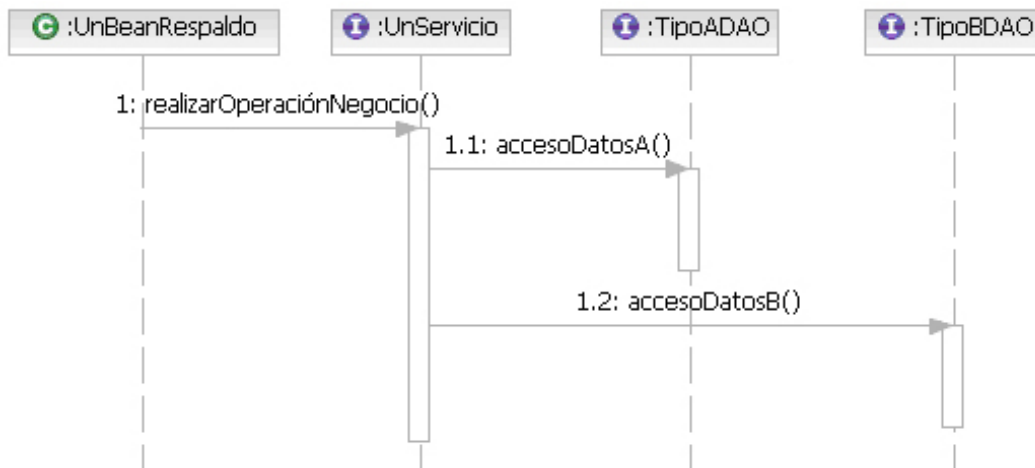 C :UnBeanRespaldo
I :UnServicio
I :TipoADAO
I :TipoBDAO
1: realizarOperaciónNegocio()
1.1: accesoDatosA()
1.2: accesoDatosB()